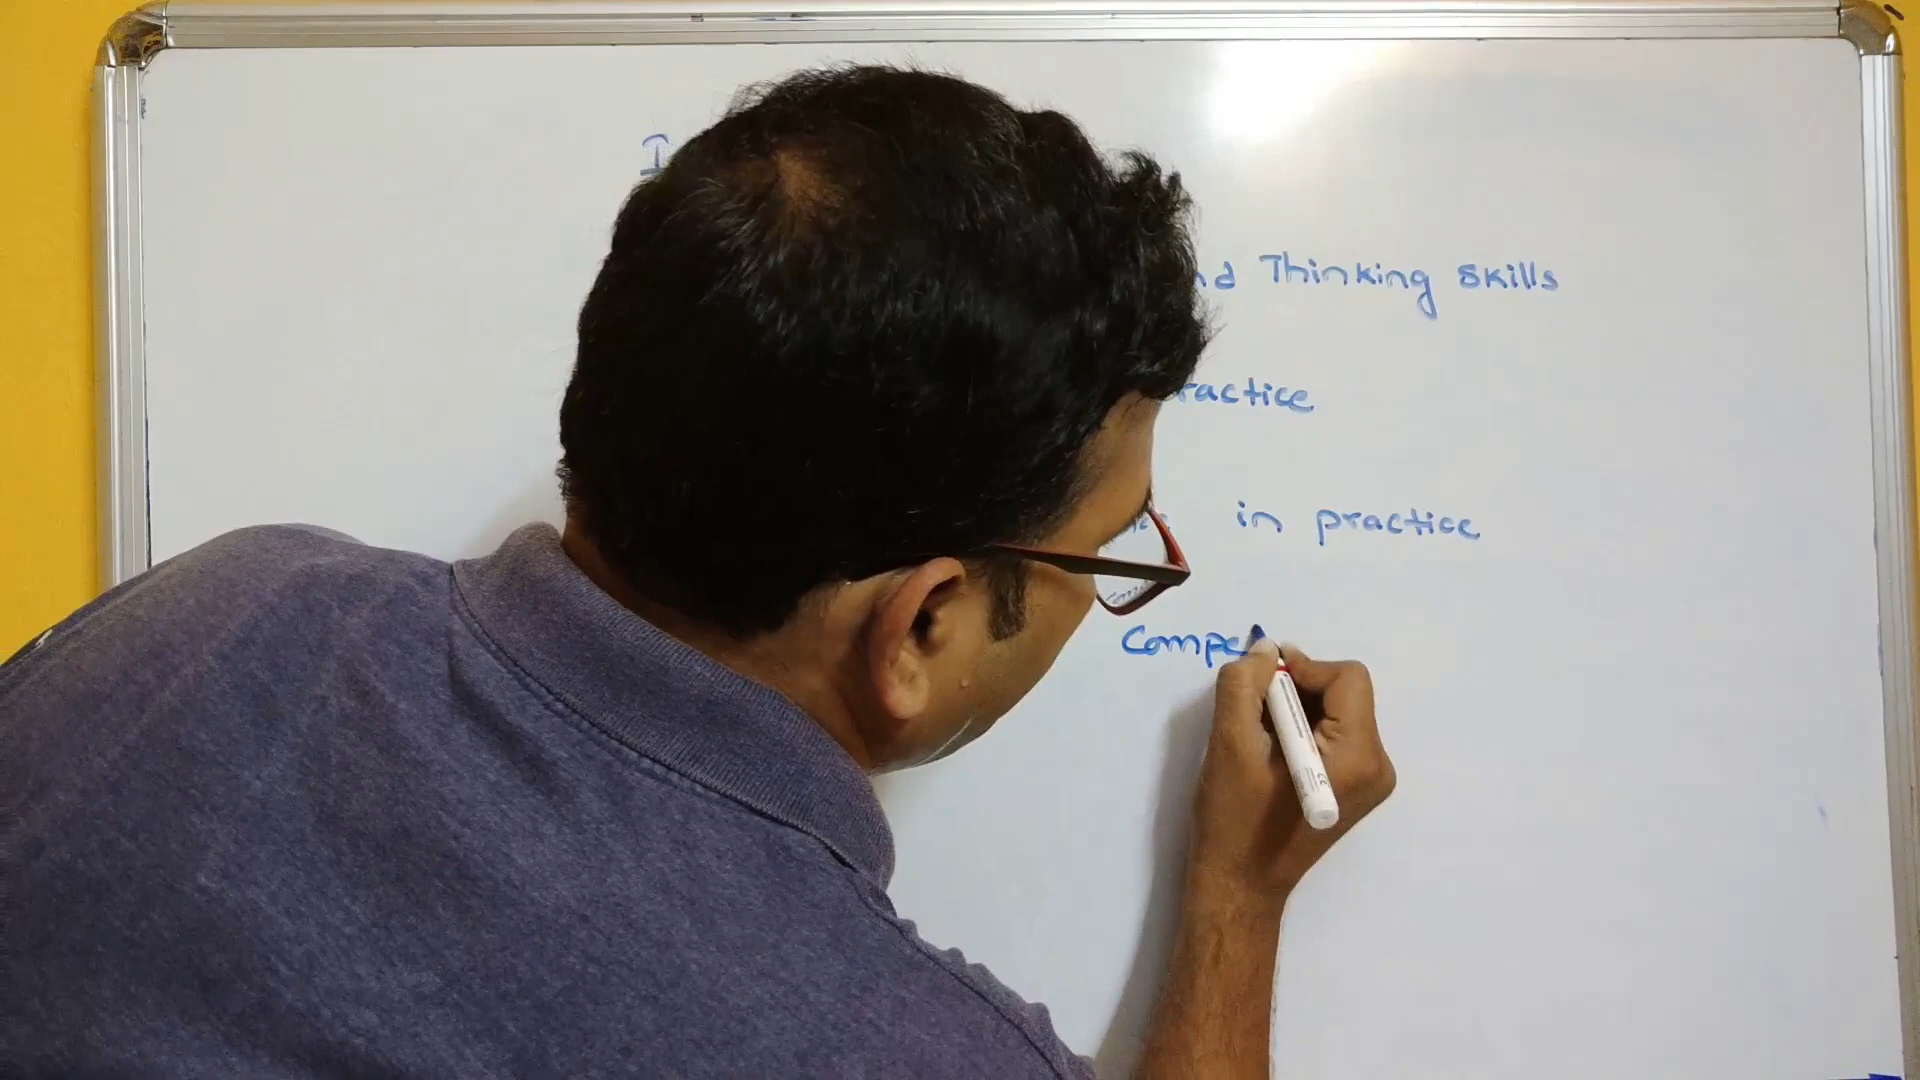 I
nd Thinking Skills
ractice
in practice
Compe